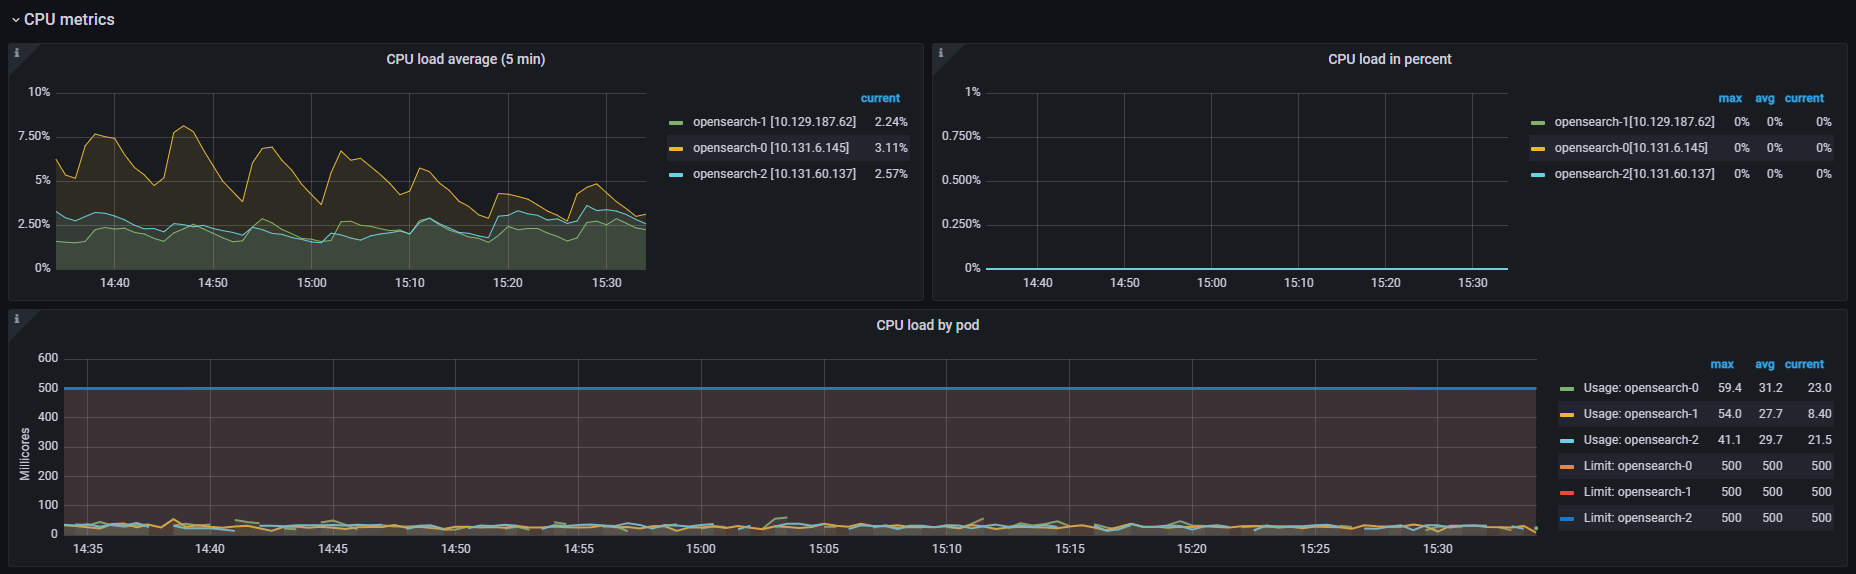 CPU metrics
CPU load average (5 min)
10%
7.50%
5%
2.50%
0%
14:40 14:50 15:00 15:10 15:20 15:30
current
opensearch-1 [10.129.187.62] 2.24%
opensearch-0 [10.131.6.145] 3.11%
opensearch-2 [10.131.60.137] 2.57%
CPU load in percent
1%
0.750%
0.500%
0.250%
0%
14:40 14:50 15:00 15:10 15:20 15:30
max avg current
opensearch-1[10.129.187.62] 0% 0% 0%
opensearch-0[10.131.6.145] 0% 0% 0%
opensearch-2[10.131.60.137] 0% 0% 0%
CPU load by pod
Millicores
600
500
400
300
200
100
0
14:35 14:40 14:45 14:50 14:55 15:00 15:05 15:10 15:15 15:20 15:25 15:30
max avg current
Usage: opensearch-0 59.4 31.2 23.0
Usage: opensearch-1 54.0 27.7 8.40
Usage: opensearch-2 41.1 29.7 21.5
Limit: opensearch-0 500 500 500
Limit: opensearch-1 500 500 500
Limit: opensearch-2 500 500 500